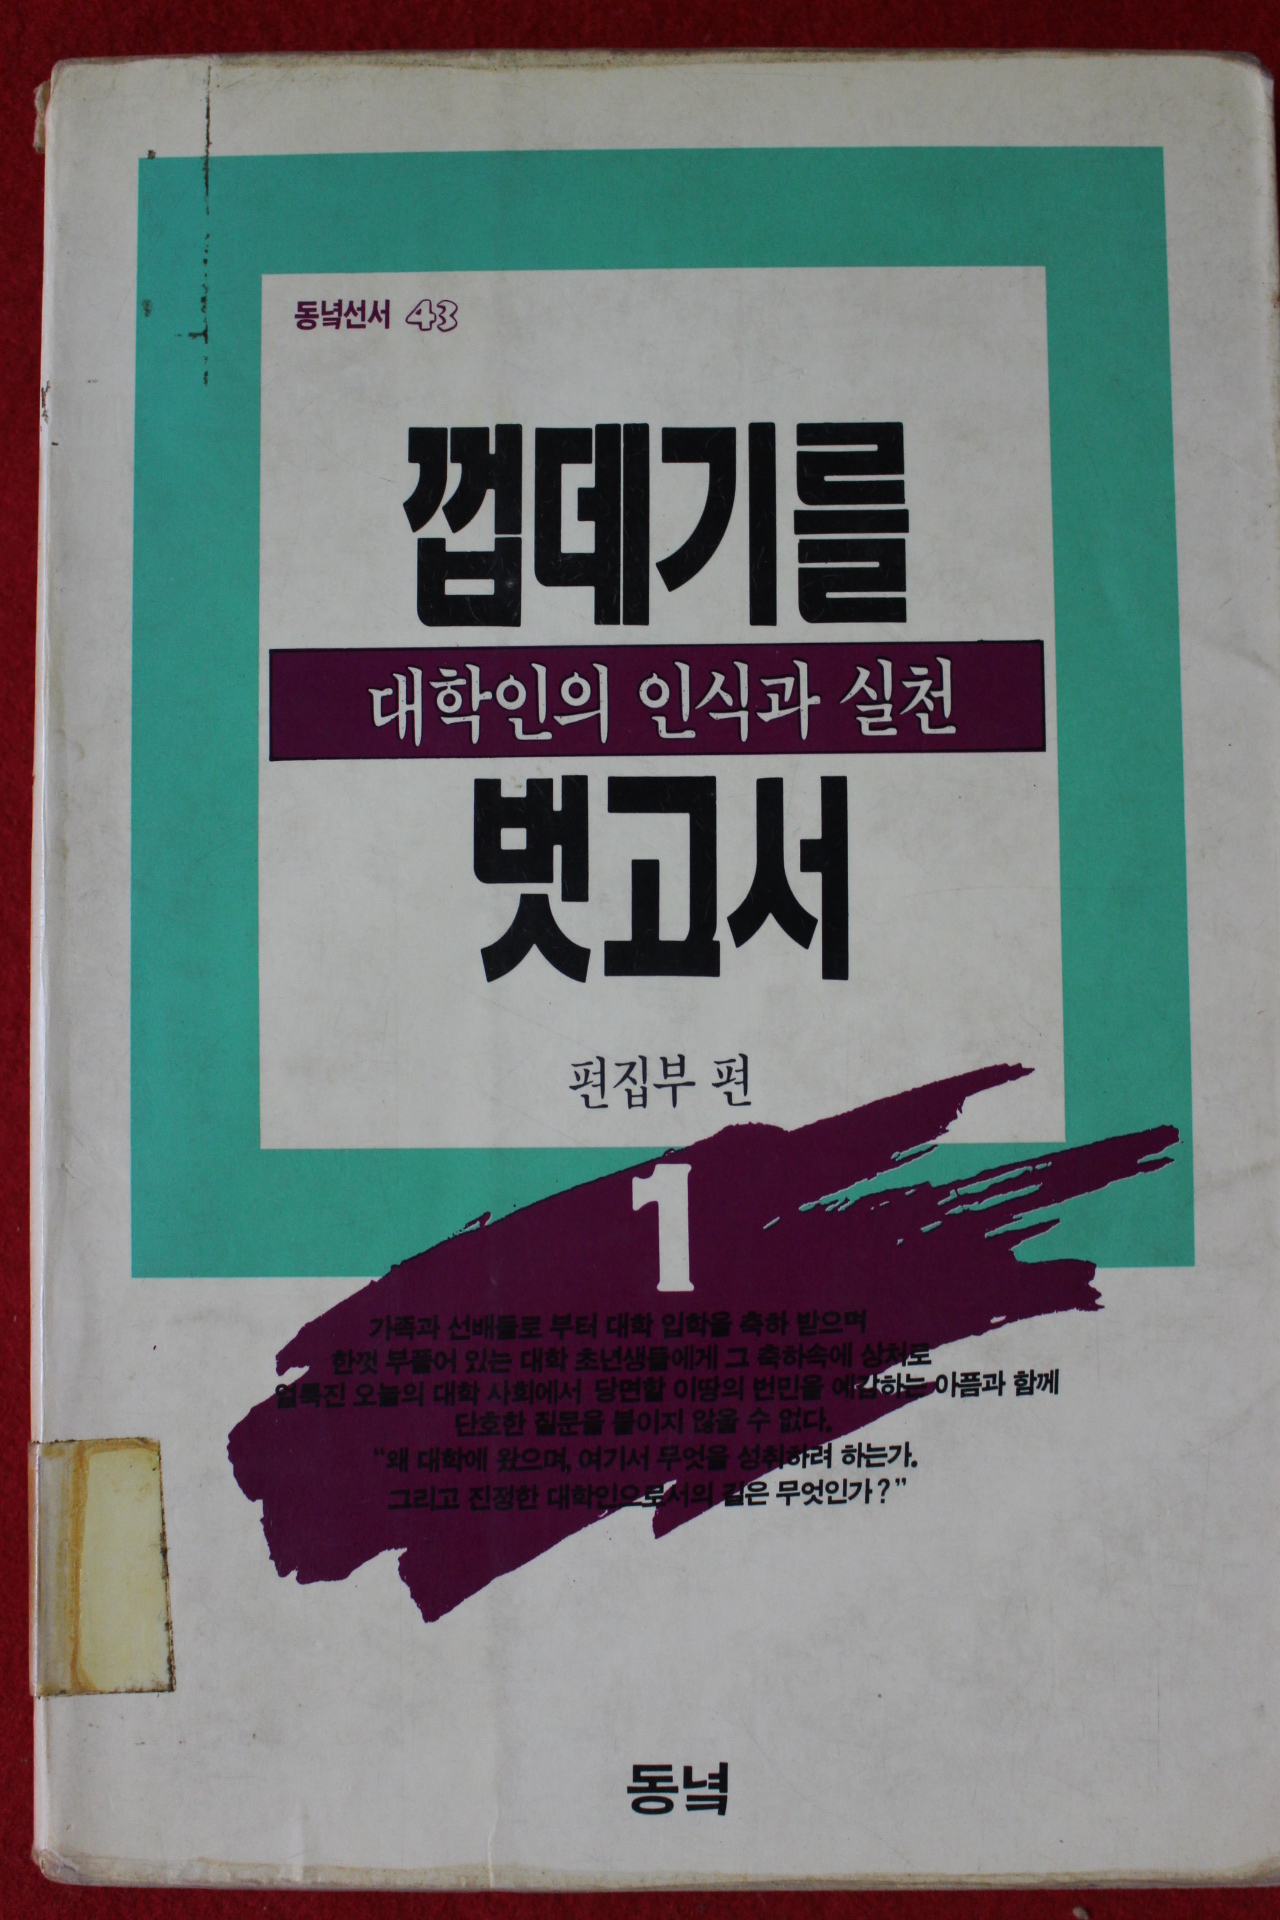 동녘선서 43
껍데기를
대학인의 인식과 실천
벗고서
편집부 편
1
가족과 선배들로 부터 대학 입학을 축하 받으며
한껏 부풀어 있는 대학 초년생들에게 그 축하속에 상처로
얼룩진 오늘의 대학 사회에서 당면할 이땅의 번민을 예감하는 아픔과 함께
단호한 질문을 붙이지 않을 수 없다.
“왜 대학에 왔으며, 여기서 무엇을 성취하려 하는가.
그리고 진정한 대학인으로서의 길은 무엇인가?”
동녘